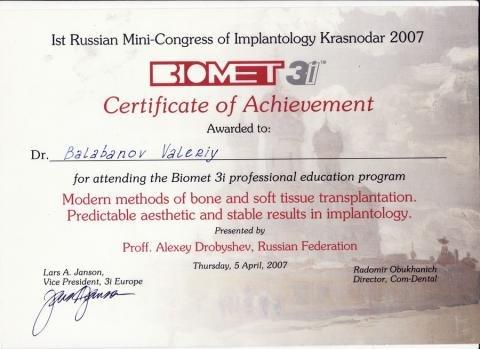 Ist Russian Mini-Congress of Implantology Krasnodar 2007
BIOMET 3i™
Certificate of Achievement
Awarded to:
Dr. Balabanov Valeriy
for attending the Biomet 3i professional education program
Modern methods of bone and soft tissue transplantation.
Predictable aesthetic and stable results in implantology.
Presented by
Proff. Alexey Drobyshev, Russian Federation
Thursday, 5 April, 2007
Lars A. Janson,
Vice President, 3i Europe
Radomir Obukhanich
Director, Com-Dental